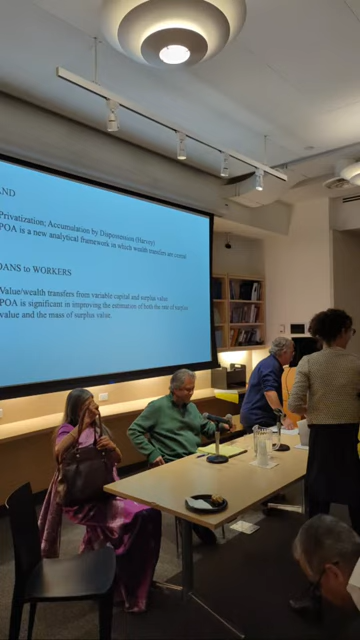 AND
Privatization; Accumulation by Dispossession (Harvey)
POA is a new analytical framework in which wealth transfers are central
OANS to WORKERS
Value/wealth transfers from variable capital and surplus value
POA is significant in improving the estimation of both the rate of surplus
value and the mass of surplus value.